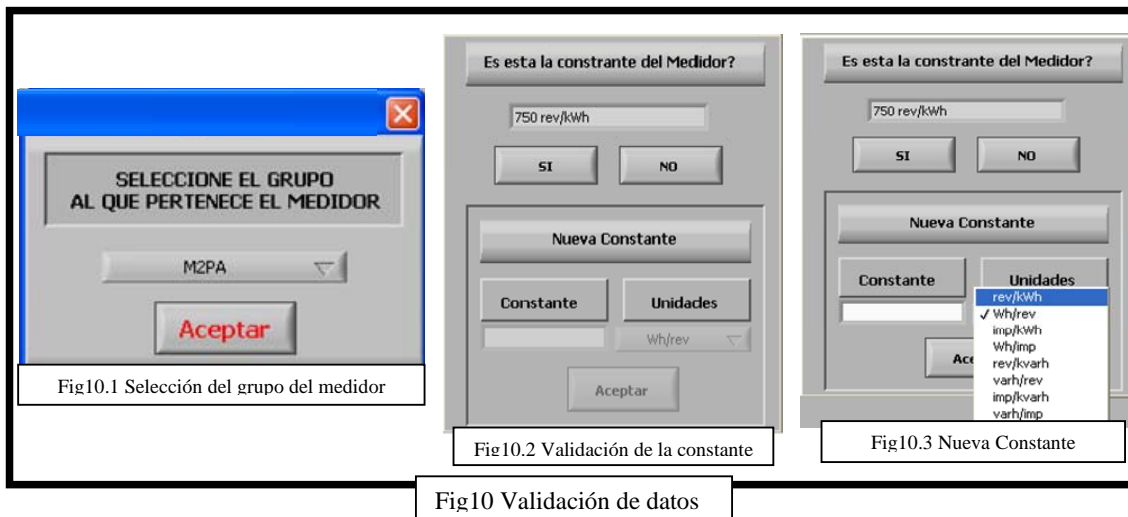 SELECCIONE EL GRUPO
AL QUE PERTENECE EL MEDIDOR
M2PA
Aceptar
Fig10.1 Selección del grupo del medidor
Es esta la constrante del Medidor?
750 rev/kWh
SI NO
Nueva Constante
Constante Unidades
Wh/rev
Aceptar
Fig10.2 Validación de la constante
Es esta la constrante del Medidor?
750 rev/kWh
SI NO
Nueva Constante
Constante Unidades
rev/kWh
✓ Wh/rev
imp/kWh
Wh/imp
Ace
rev/kvarh
varh/rev
imp/kvarh
varh/imp
Fig10.3 Nueva Constante
Fig10 Validación de datos